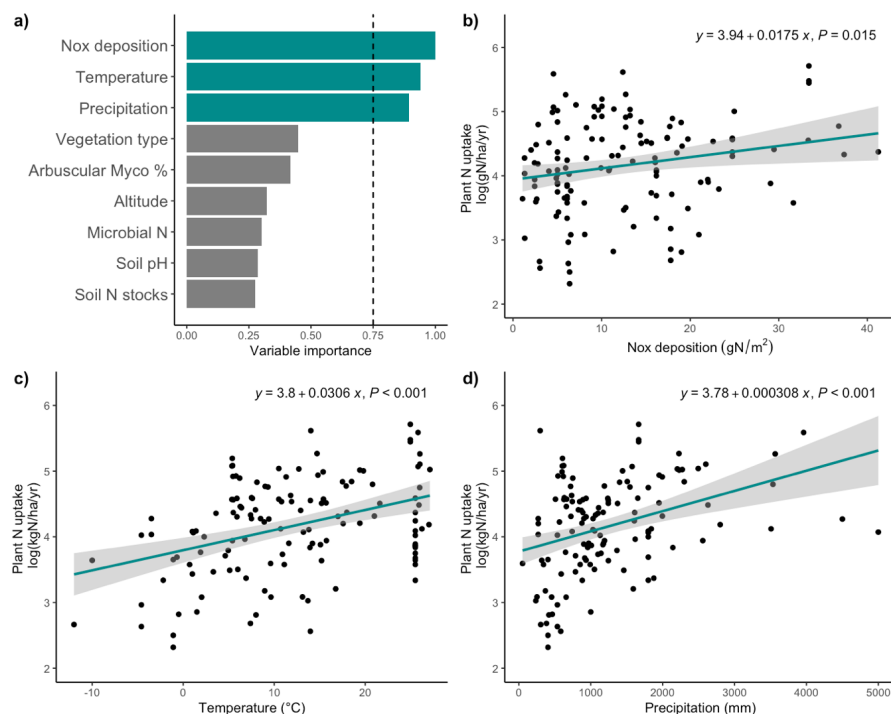 a)
Nox deposition
Temperature
Precipitation
Vegetation type
Arbuscular Myco %
Altitude
Microbial N
Soil pH
Soil N stocks
0.00 0.25 0.50 0.75 1.00
Variable importance
b)
y = 3.94 + 0.0175 x, P = 0.015
6
5
4
3
2
Plant N uptake
log(gN/ha/yr)
0 10 20 30 40
Nox deposition (gN/m²)
c)
y = 3.8 + 0.0306 x, P < 0.001
6
5
4
3
2
Plant N uptake
log(kgN/ha/yr)
-10 0 10 20
Temperature (°C)
d)
y = 3.78 + 0.000308 x, P < 0.001
6
5
4
3
2
Plant N uptake
log(kgN/ha/yr)
0 1000 2000 3000 4000 5000
Precipitation (mm)